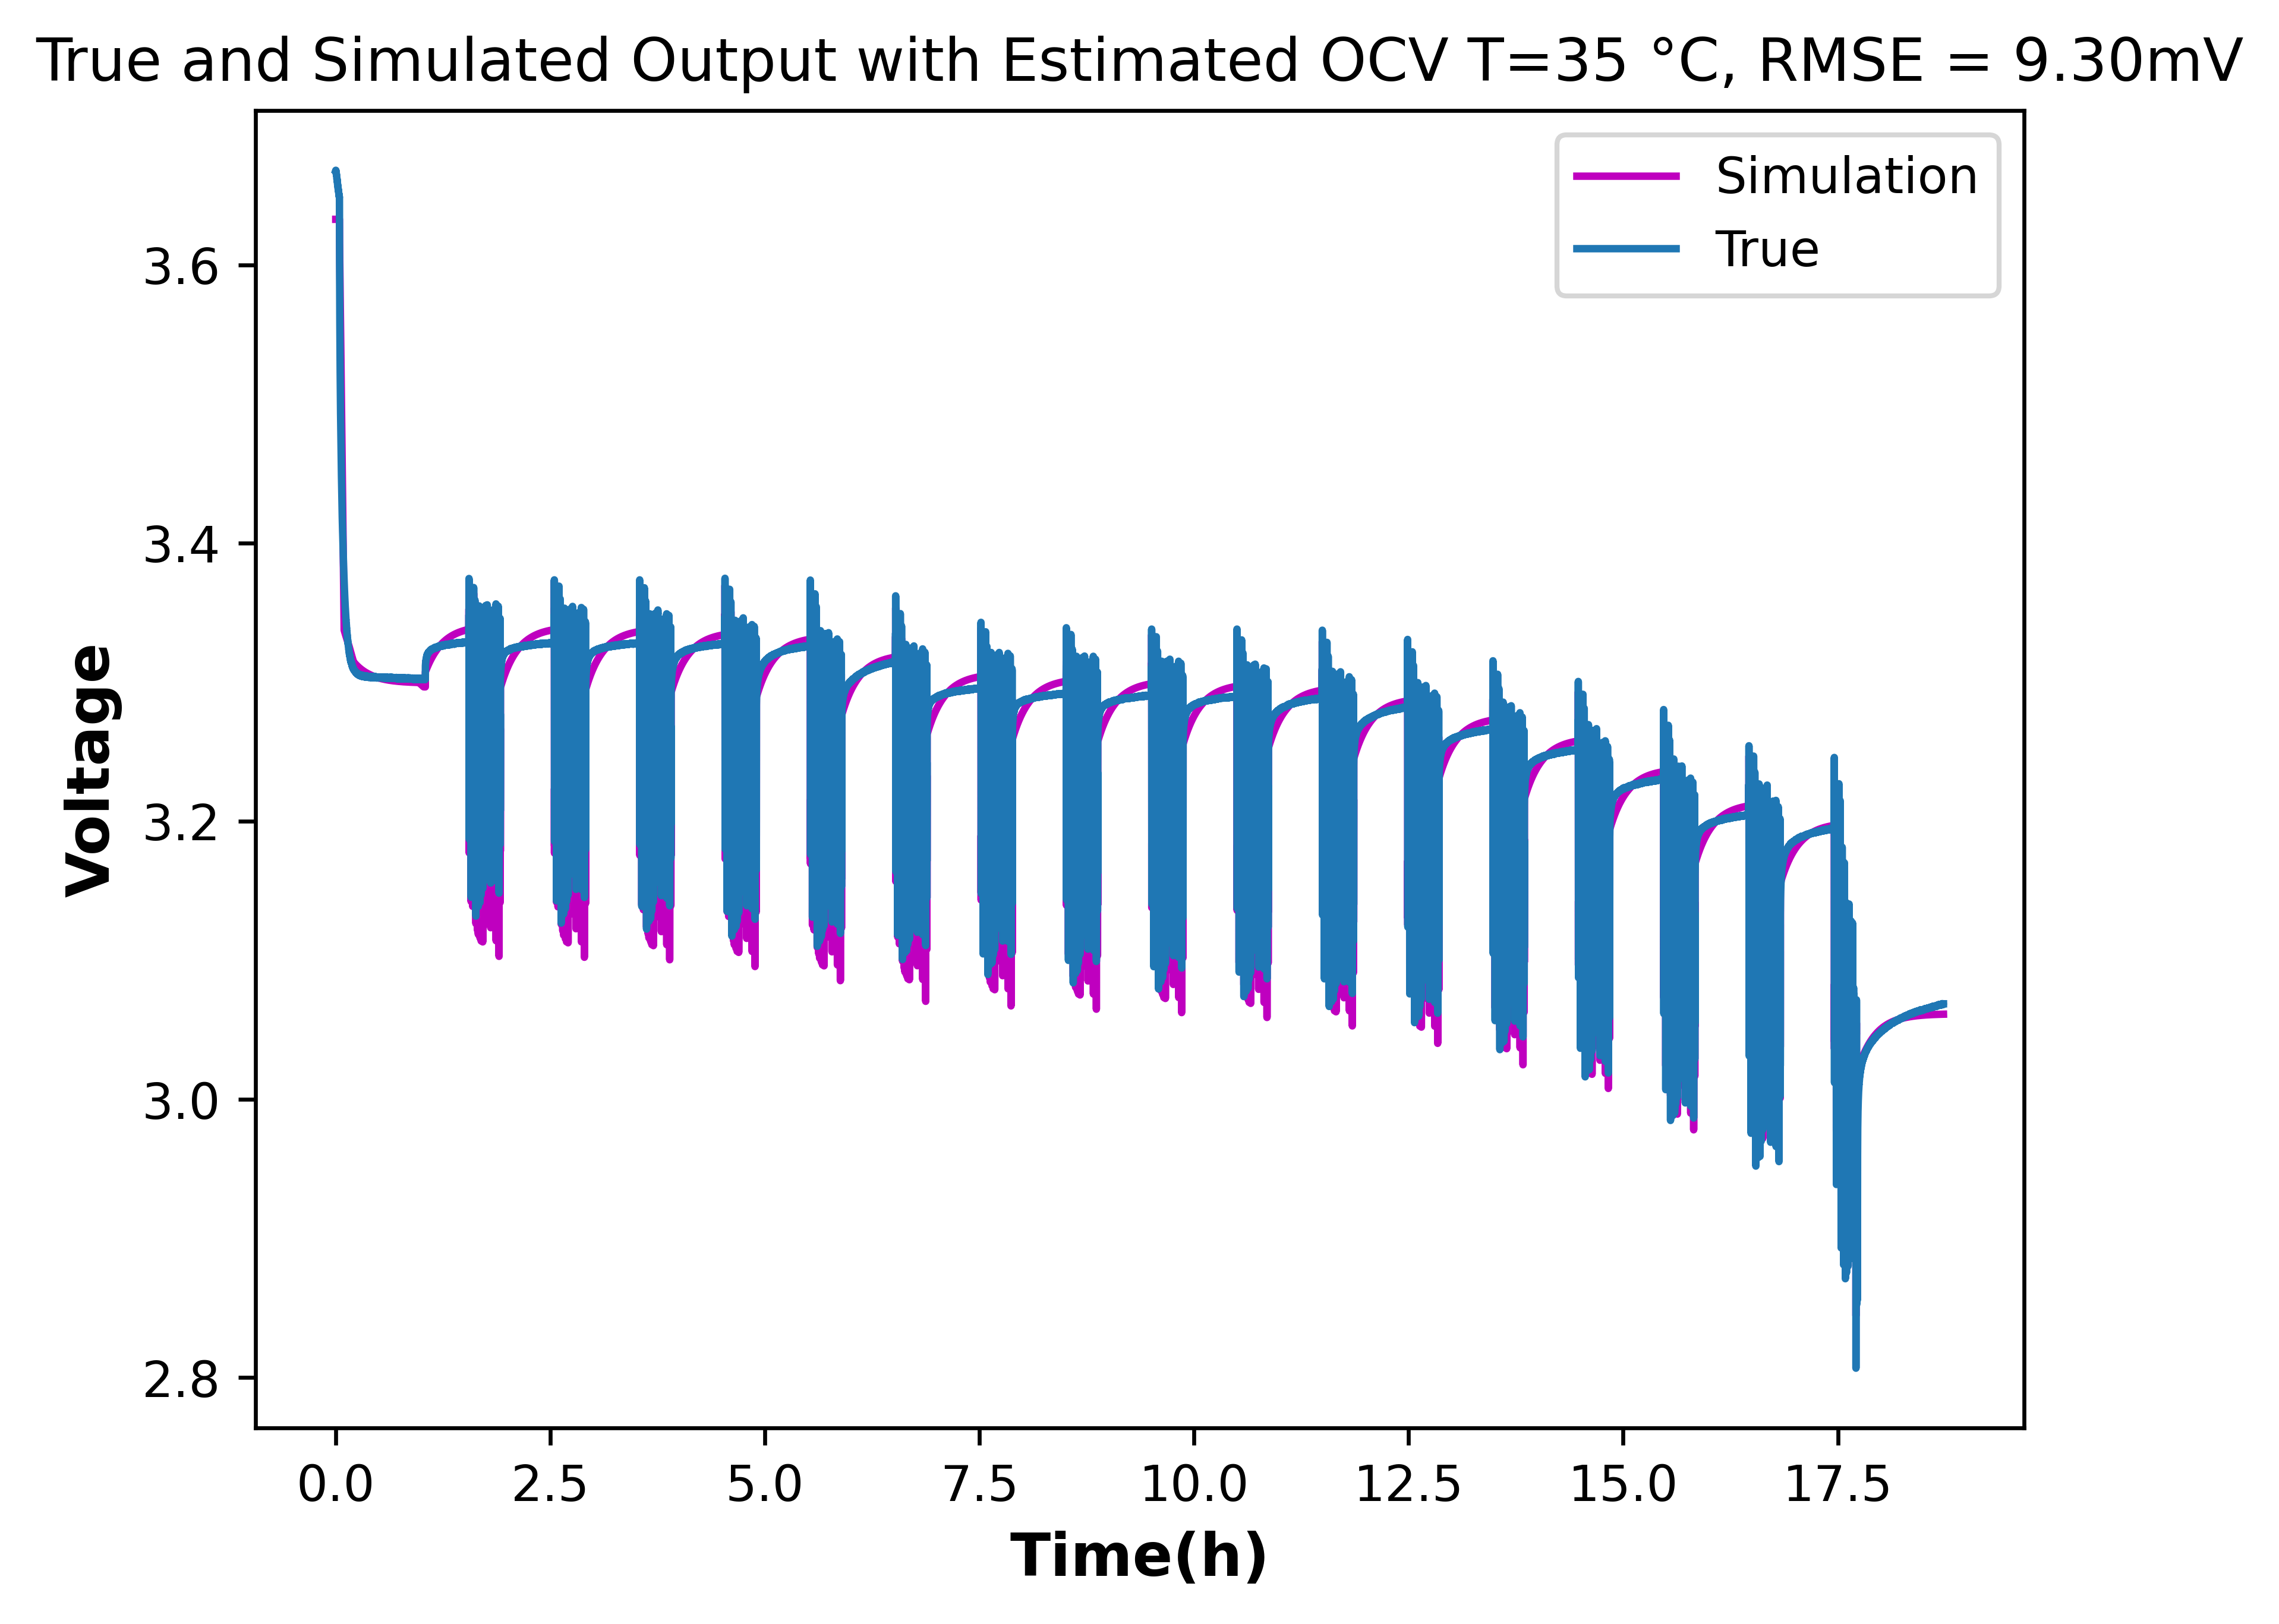 True and Simulated Output with Estimated OCV T=35 °C, RMSE = 9.30mV
Simulation
True
3.6
3.4
3.2
3.0
2.8
Voltage
0.0 2.5 5.0 7.5 10.0 12.5 15.0 17.5
Time(h)